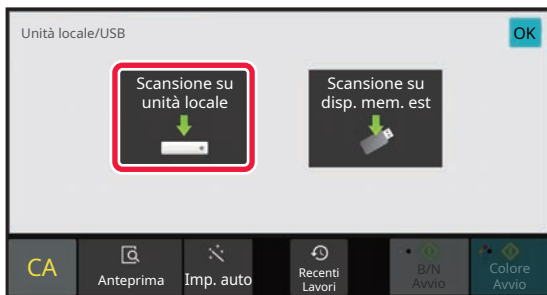 Unità locale/USB
OK
Scansione su
unità locale
Scansione su
disp. mem. est
CA
Anteprima
Imp. auto
Recenti
Lavori
B/N
Avvio
Colore
Avvio